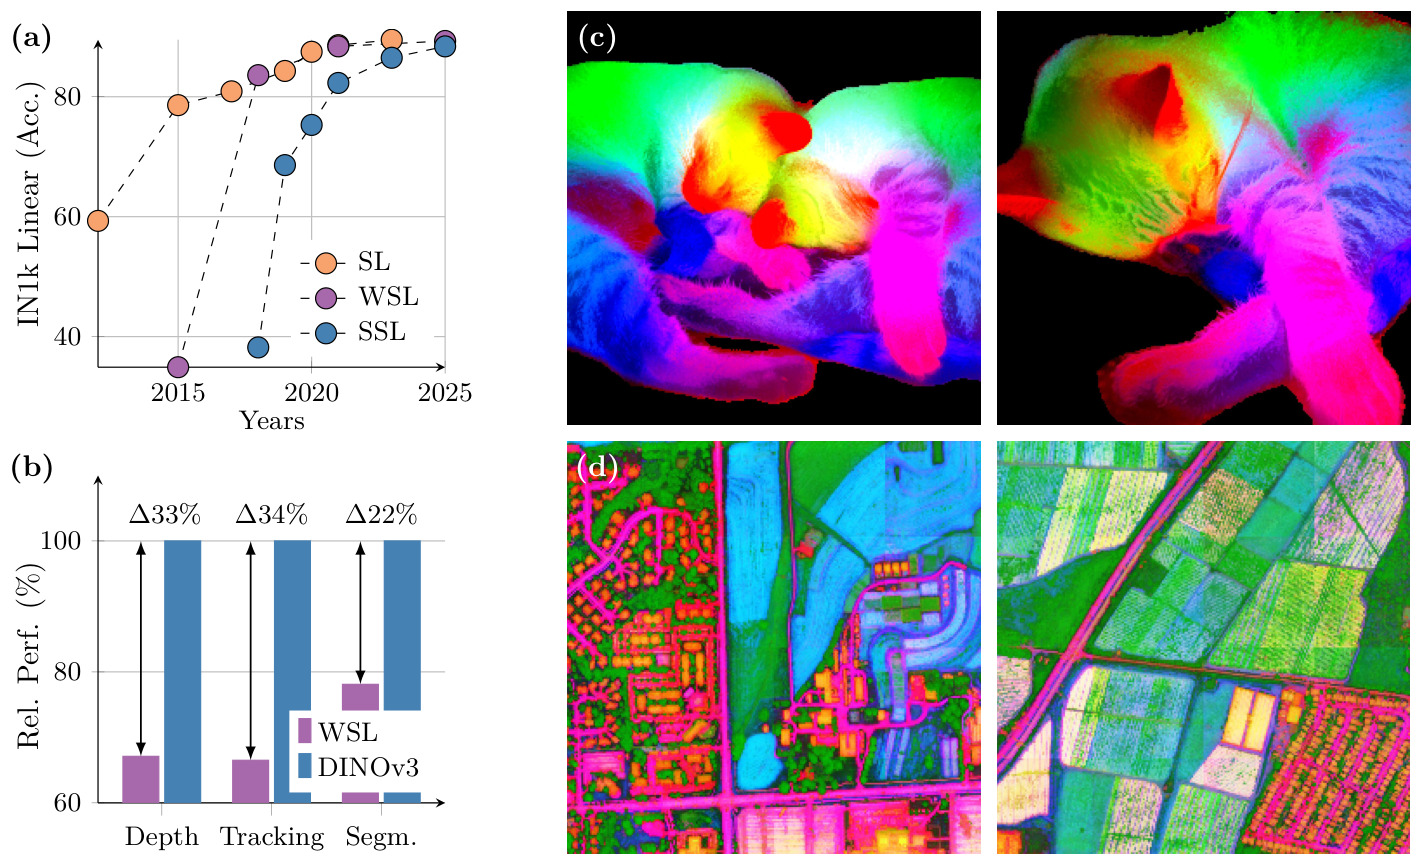 (a)
IN1k Linear (Acc.)
80
60
40
SL
WSL
SSL
2015
2020
2025
Years
(b)
Rel. Perf. (%)
Δ33%
Δ34%
Δ22%
100
80
60
WSL
DINOv3
Depth
Tracking
Segm.
(c)
(d)